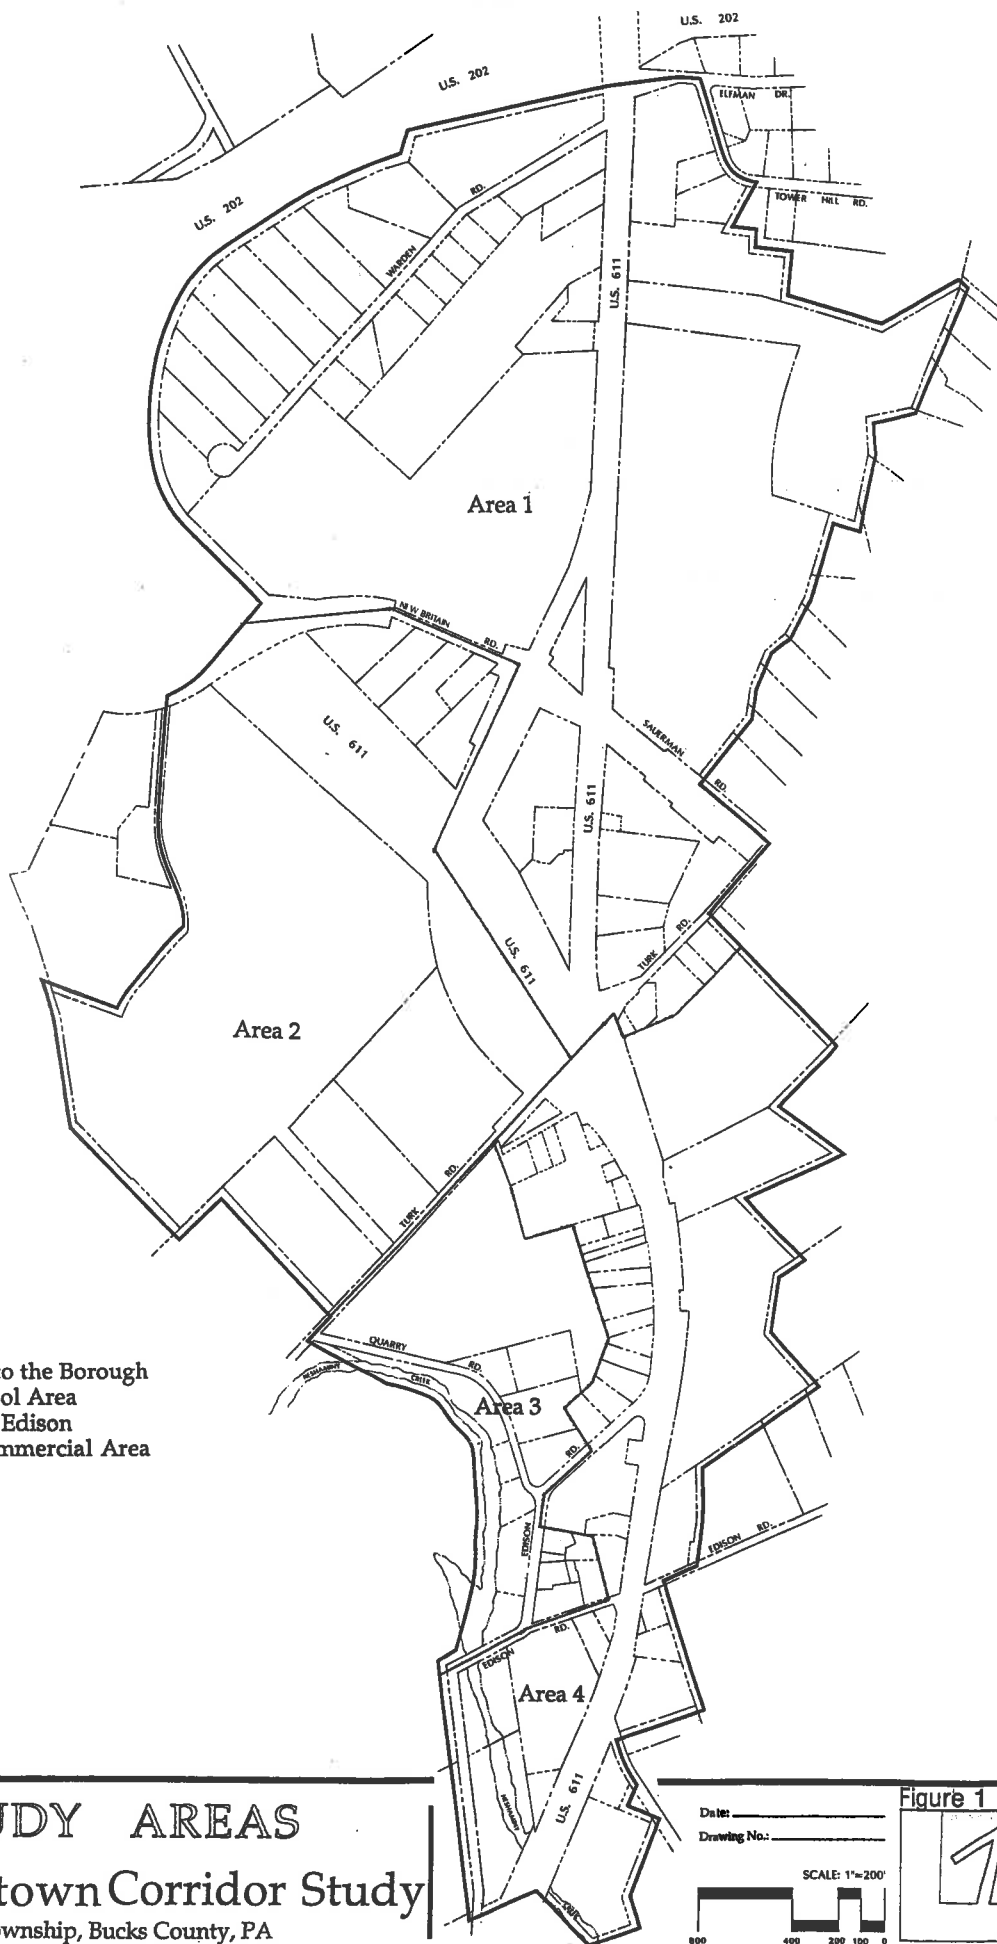 U.S. 202
U.S. 202
ELFMAN DR.
TOWER HILL RD.
U.S. 202
WARDEN RD.
U.S. 611
Area 1
NEW BRITAIN RD.
U.S. 611
SAUERMAN RD.
U.S. 611
TURK RD.
U.S. 611
Area 2
TURK RD.
QUARRY RD.
NESHAMINY CREEK
Area 3
to the Borough
ol Area
Edison
mmercial Area
RD.
EDISON
EDISON RD.
EDISON RD.
Area 4
NESHAMINY
U.S. 611
UDY AREAS
town Corridor Study
ownship, Bucks County, PA
Date:
Drawing No.:
SCALE: 1"=200'
800 400 200 100 0
Figure 1